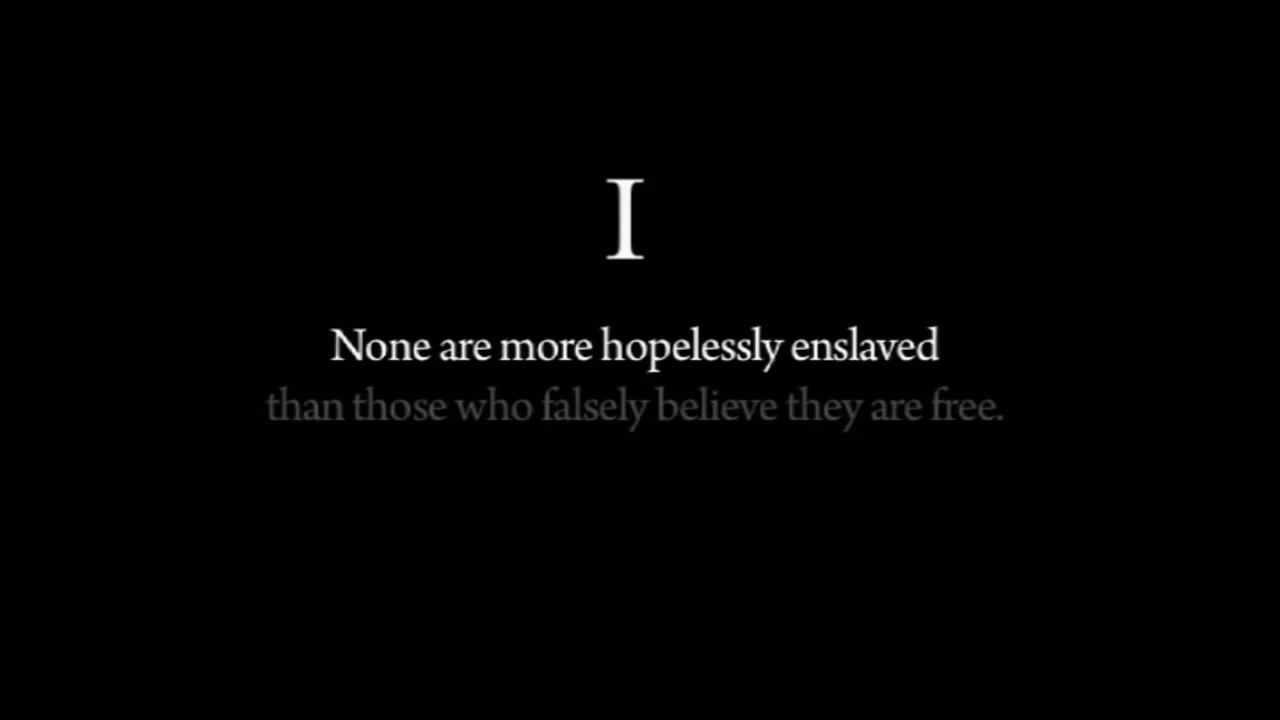 I
None are more hopelessly enslaved
than those who falsely believe they are free.